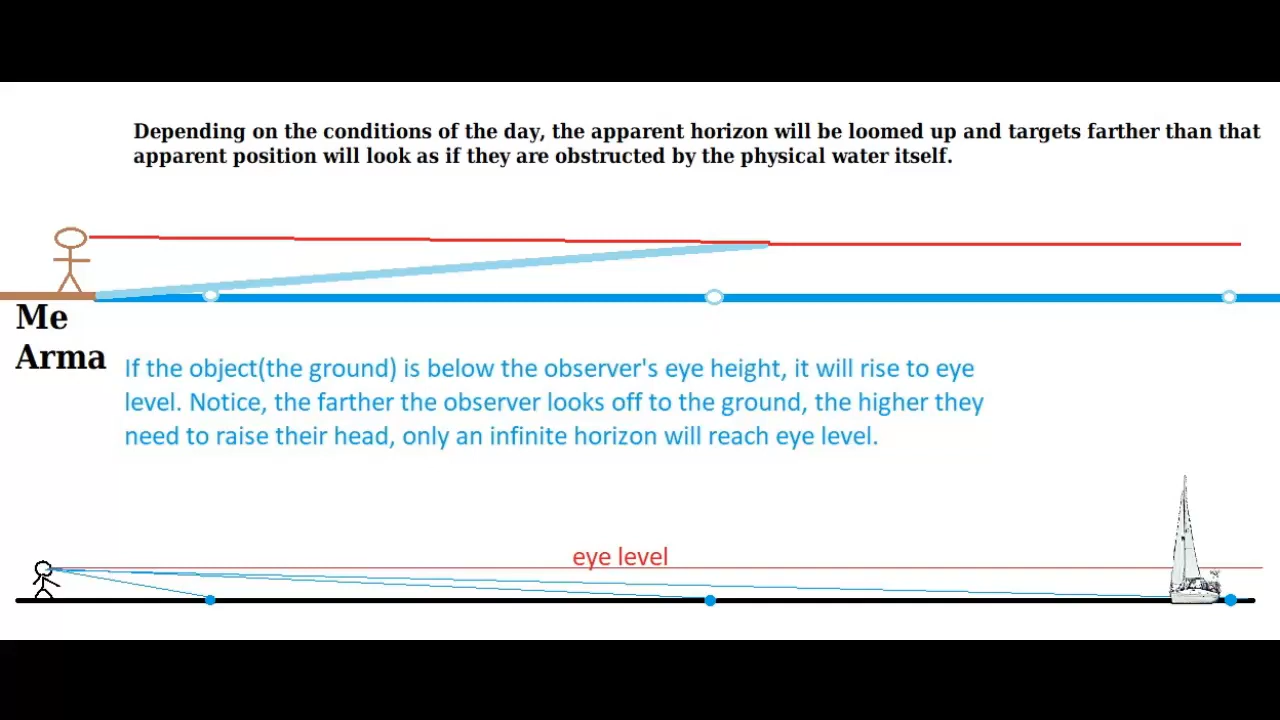 Depending on the conditions of the day, the apparent horizon will be loomed up and targets farther than that
apparent position will look as if they are obstructed by the physical water itself.
Me
Arma
If the object(the ground) is below the observer's eye height, it will rise to eye
level. Notice, the farther the observer looks off to the ground, the higher they
need to raise their head, only an infinite horizon will reach eye level.
eye level